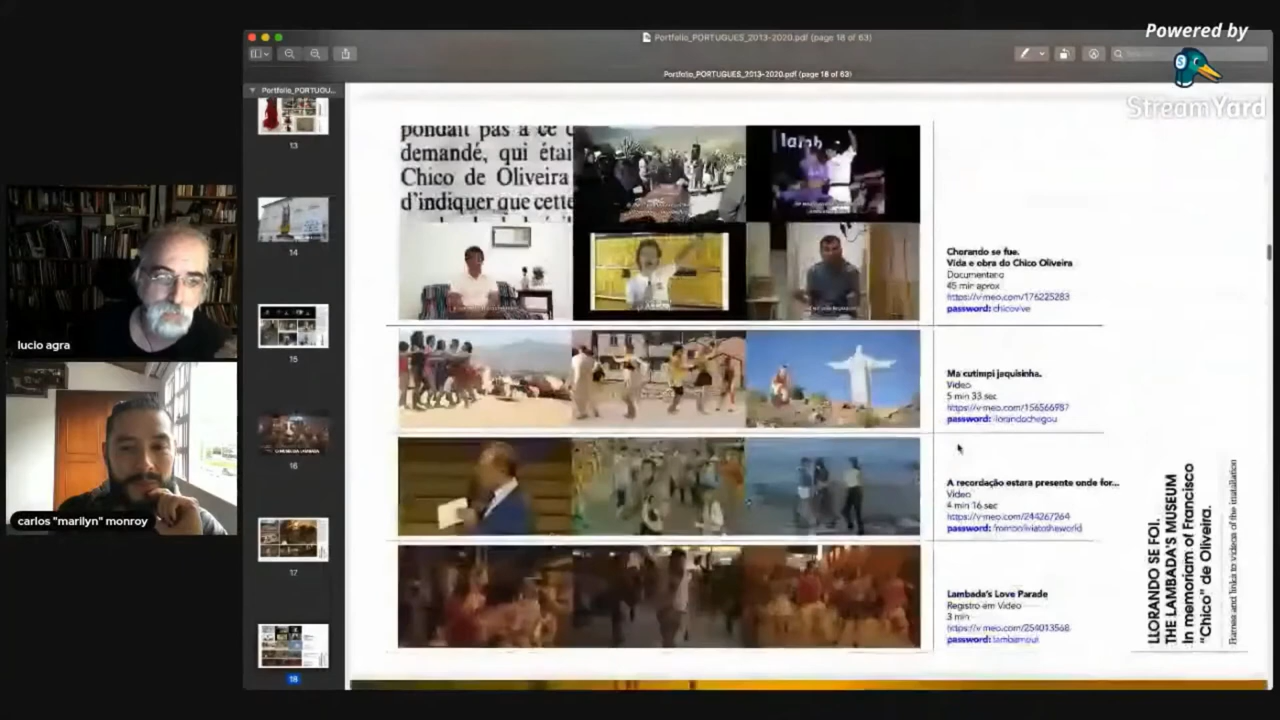 Powered by
StreamYard
Portfolio_PORTUGUES_2013-2020.pdf (page 18 of 63)
Portfolio_PORTUGUES_2013-2020.pdf (page 18 of 63)
Portfolio_PORTUGU...
13
14
15
16
17
18
lucio agra
carlos "marilyn" monroy
pondait pas à ce
demandé, qui étai
Chico de Oliveira
d'indiquer que cette
lamb
Chorando se fue.
Vida e obra do Chico Oliveira
Documentario
45 min aprox
https://vimeo.com/176225283
password: chicovive
Ma cutimpi jaquisinha.
Video
5 min 33 sec
https://vimeo.com/156566987
password: llorandochegou
A recordação estara presente onde for...
Video
4 min 16 sec
https://vimeo.com/244267264
password: fromboliviatotheworld
Lambada's Love Parade
Registro em Video
3 min
https://vimeo.com/254013568
password:
LLORANDO SE FOI.
THE LAMBADA'S MUSEUM
In memoriam of Francisco
"Chico" de Oliveira.
Frames and links to videos of the installation